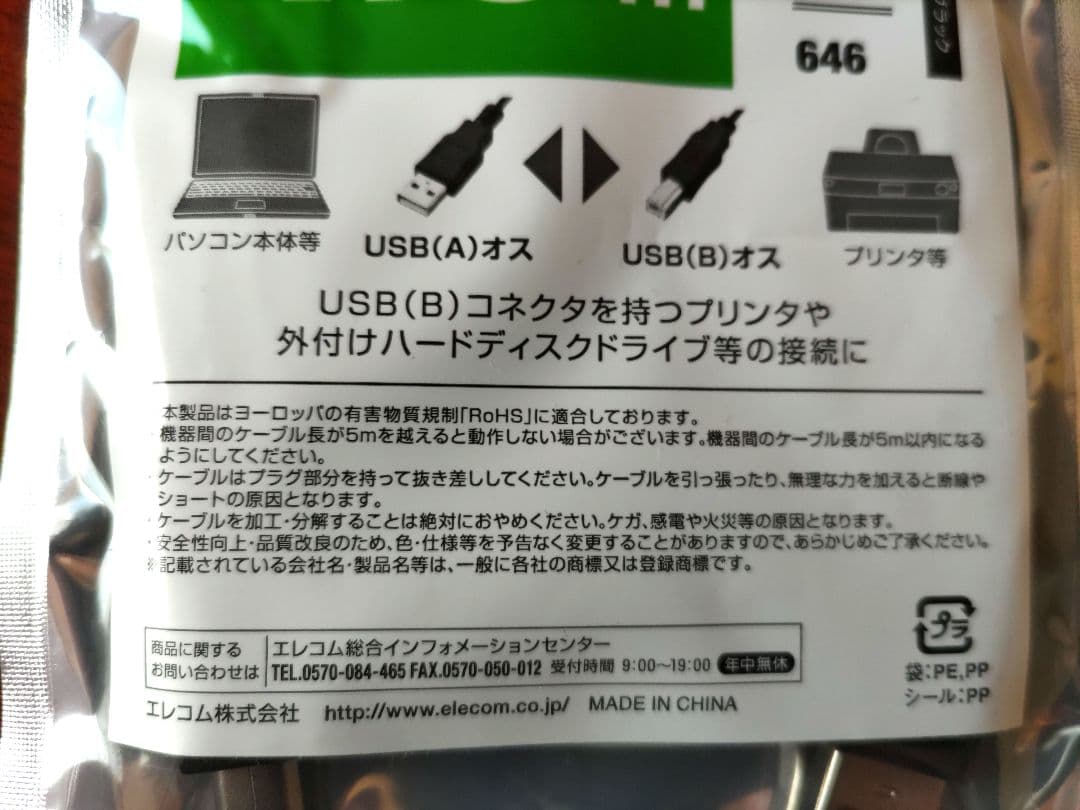 646
ブラック
パソコン本体等
USB(A)オス
USB(B)オス
プリンタ等
USB(B)コネクタを持つプリンタや
外付けハードディスクドライブ等の接続に
本製品はヨーロッパの有害物質規制「RoHS」に適合しております。
・機器間のケーブル長が5mを越えると動作しない場合がございます。機器間のケーブル長が5m以内になる
ようにしてください。
・ケーブルはプラグ部分を持って抜き差ししてください。ケーブルを引っ張ったり、無理な力を加えると断線や
ショートの原因となります。
・ケーブルを加工・分解することは絶対におやめください。ケガ、感電や火災等の原因となります。
・安全性向上・品質改良のため、色・仕様等を予告なく変更することがありますので、あらかじめご了承ください。
※記載されている会社名・製品名等は、一般に各社の商標又は登録商標です。
商品に関する
お問い合わせは
エレコム総合インフォメーションセンター
TEL.0570-084-465 FAX.0570-050-012 受付時間 9:00～19:00 年中無休
プラ
袋:PE,PP
シール:PP
エレコム株式会社 http://www.elecom.co.jp/ MADE IN CHINA